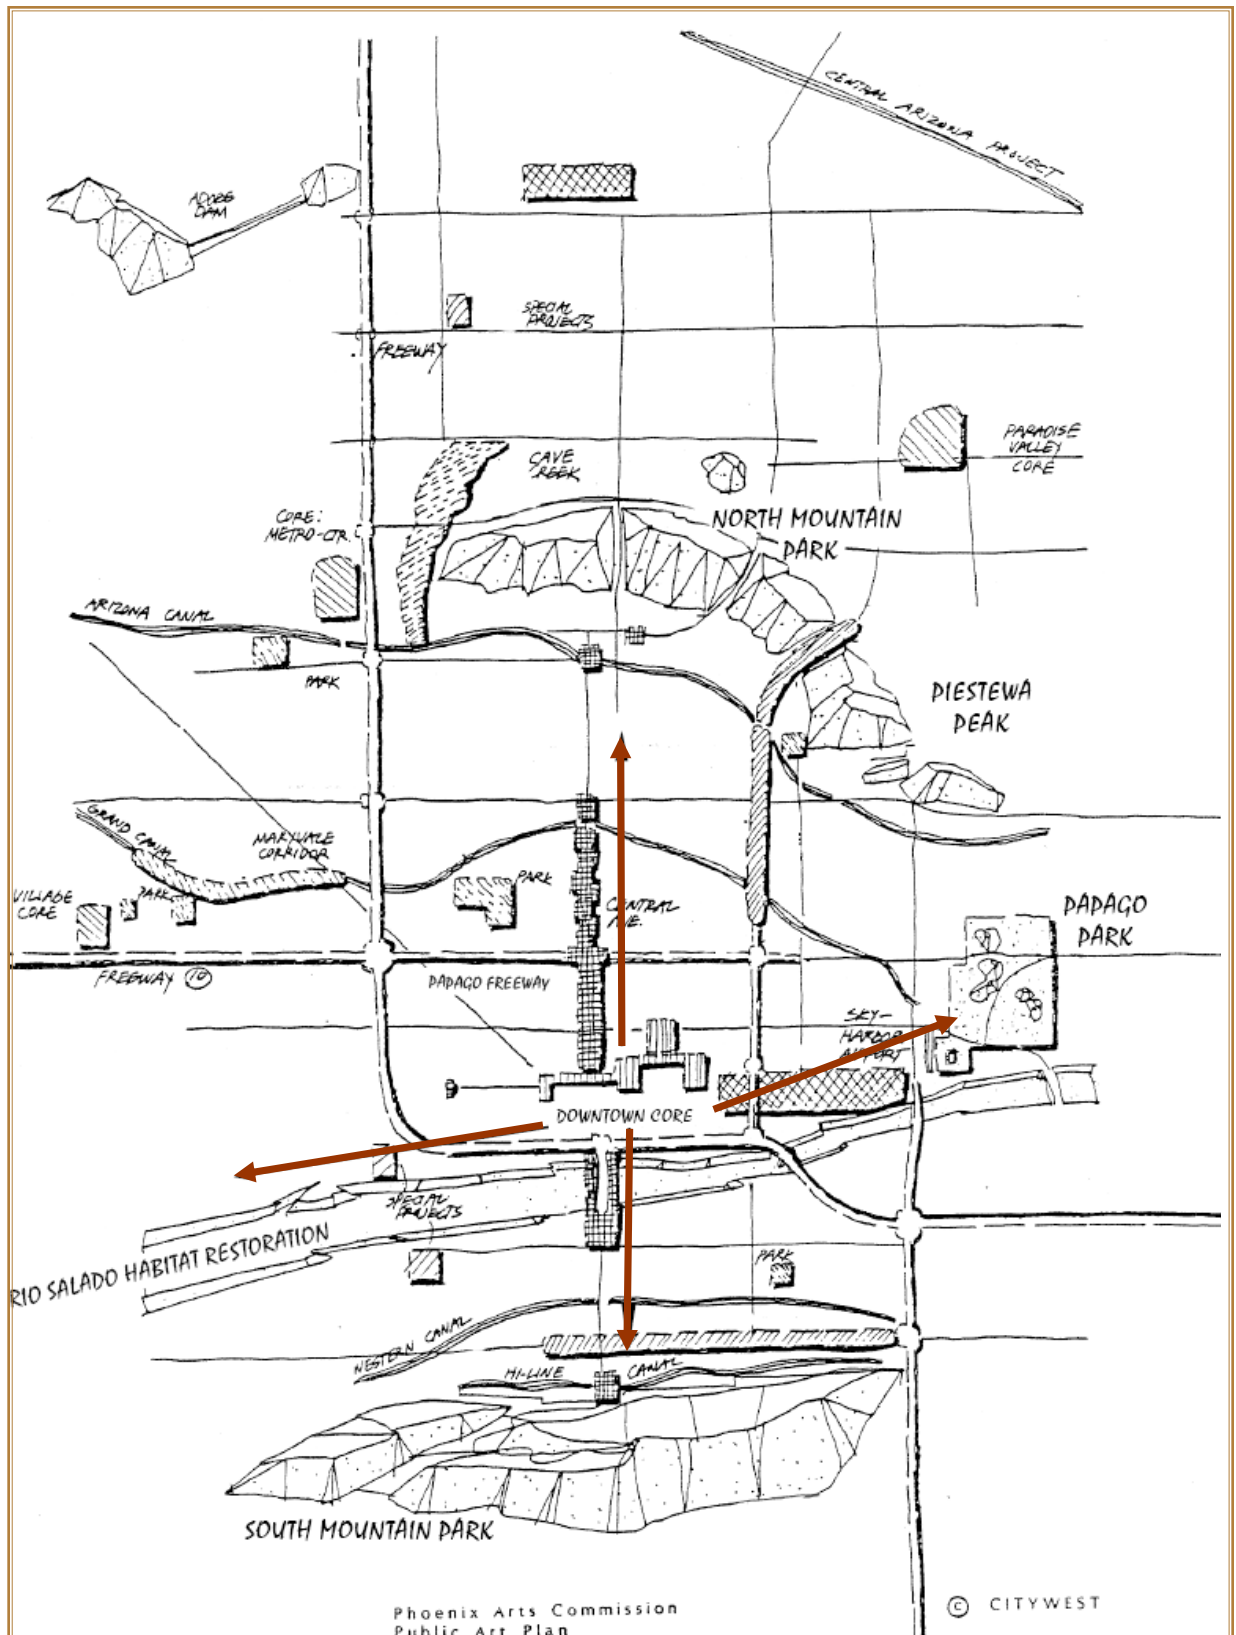 CENTRAL ARIZONA PROJECT
ADOBE
DAM
SPECIAL
PROJECTS
FREEWAY
PARADISE
VALLEY
CORE
CAVE
CREEK
CORE:
METRO-CTR.
NORTH MOUNTAIN
PARK
ARIZONA CANAL
PARK
PIESTEWA
PEAK
GRAND CANAL
MARYVALE
CORRIDOR
VILLAGE
CORE
PARK
PARK
CENTRAL
AVE.
PAPAGO
PARK
FREEWAY 10
PAPAGO FREEWAY
SKY-
HARBOR
AIRPORT
DOWNTOWN CORE
SPECIAL
PROJECTS
RIO SALADO HABITAT RESTORATION
PARK
WESTERN CANAL
HI-LINE CANAL
SOUTH MOUNTAIN PARK
Phoenix Arts Commission
Public Art Plan
© CITYWEST